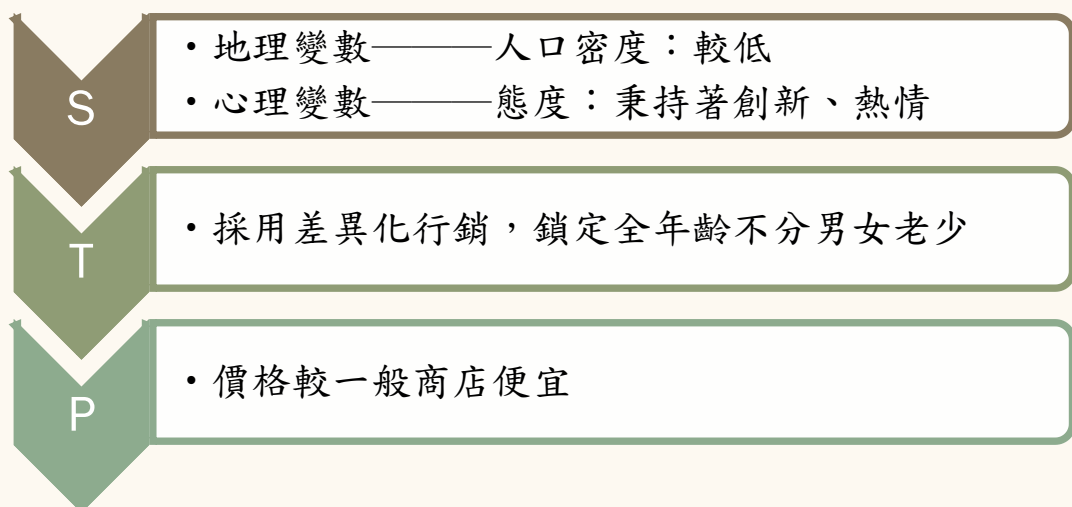 S
•地理變數———人口密度：較低
•心理變數———態度：秉持著創新、熱情
T
•採用差異化行銷，鎖定全年齡不分男女老少
P
•價格較一般商店便宜